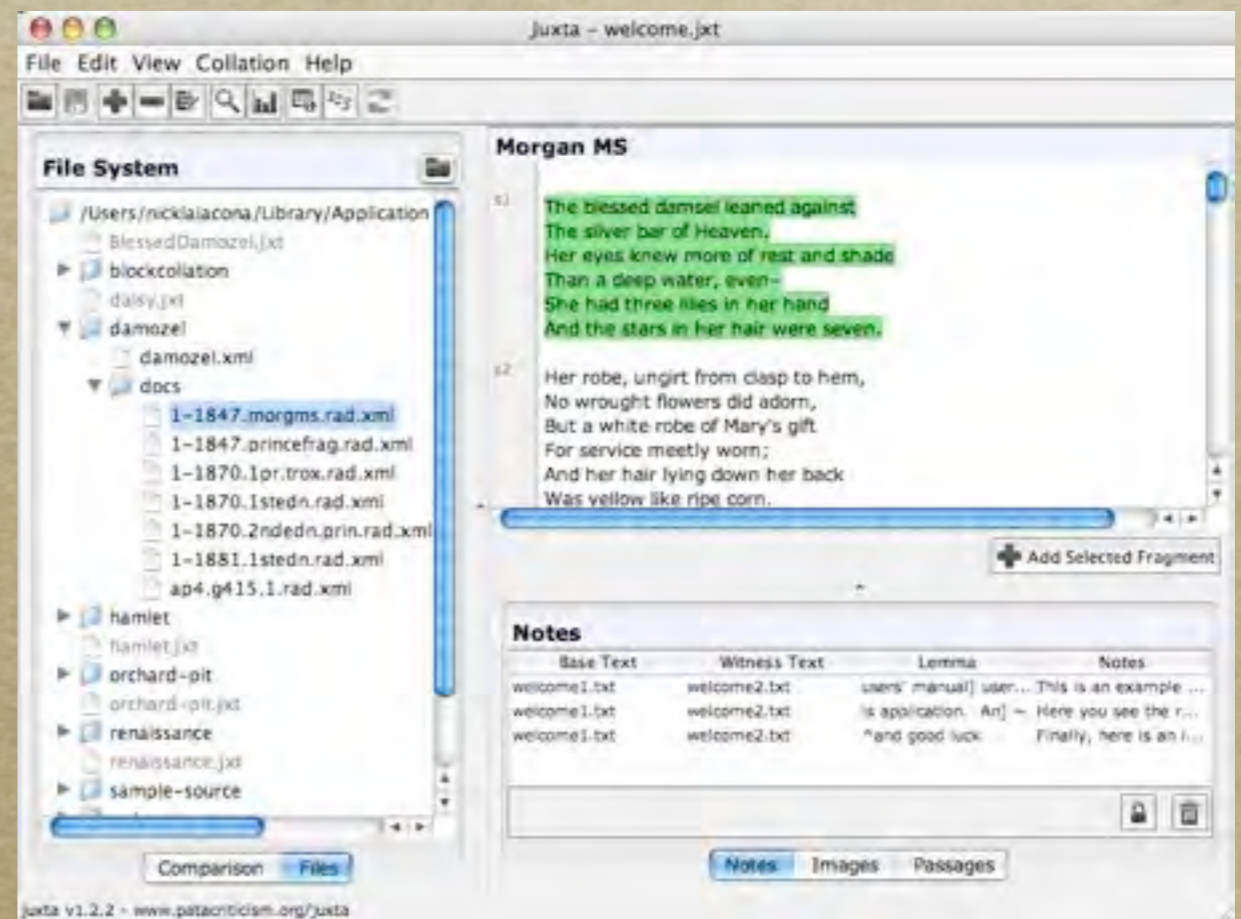 Juxta - welcome.jxt
File Edit View Collation Help
File System
/Users/nicklaiacona/Library/Application
BlessedDamozel.jxt
blockcollation
daisy.jxt
damozel
damozel.xml
docs
1-1847.morgms.rad.xml
1-1847.princefrag.rad.xml
1-1870.1pr.trox.rad.xml
1-1870.1stedn.rad.xml
1-1870.2ndedn.prin.rad.xml
1-1881.1stedn.rad.xml
ap4.g415.1.rad.xml
hamlet
hamlet.jxt
orchard-pit
orchard-pit.jxt
renaissance
renaissance.jxt
sample-source
Comparison Files
Morgan MS
s1
The blessed damsel leaned against
The silver bar of Heaven.
Her eyes knew more of rest and shade
Than a deep water, even-
She had three lilies in her hand
And the stars in her hair were seven.
s2
Her robe, ungirt from clasp to hem,
No wrought flowers did adorn,
But a white robe of Mary's gift
For service meetly worn;
And her hair lying down her back
Was yellow like ripe corn.
Add Selected Fragment
Notes
Base Text Witness Text Lemma Notes
welcome1.txt welcome2.txt users' manual] user... This is an example ...
welcome1.txt welcome2.txt is application. An] ~ Here you see the r...
welcome1.txt welcome2.txt ^and good luck Finally, here is an i...
Notes Images Passages
juxta v1.2.2 - www.patacriticism.org/juxta